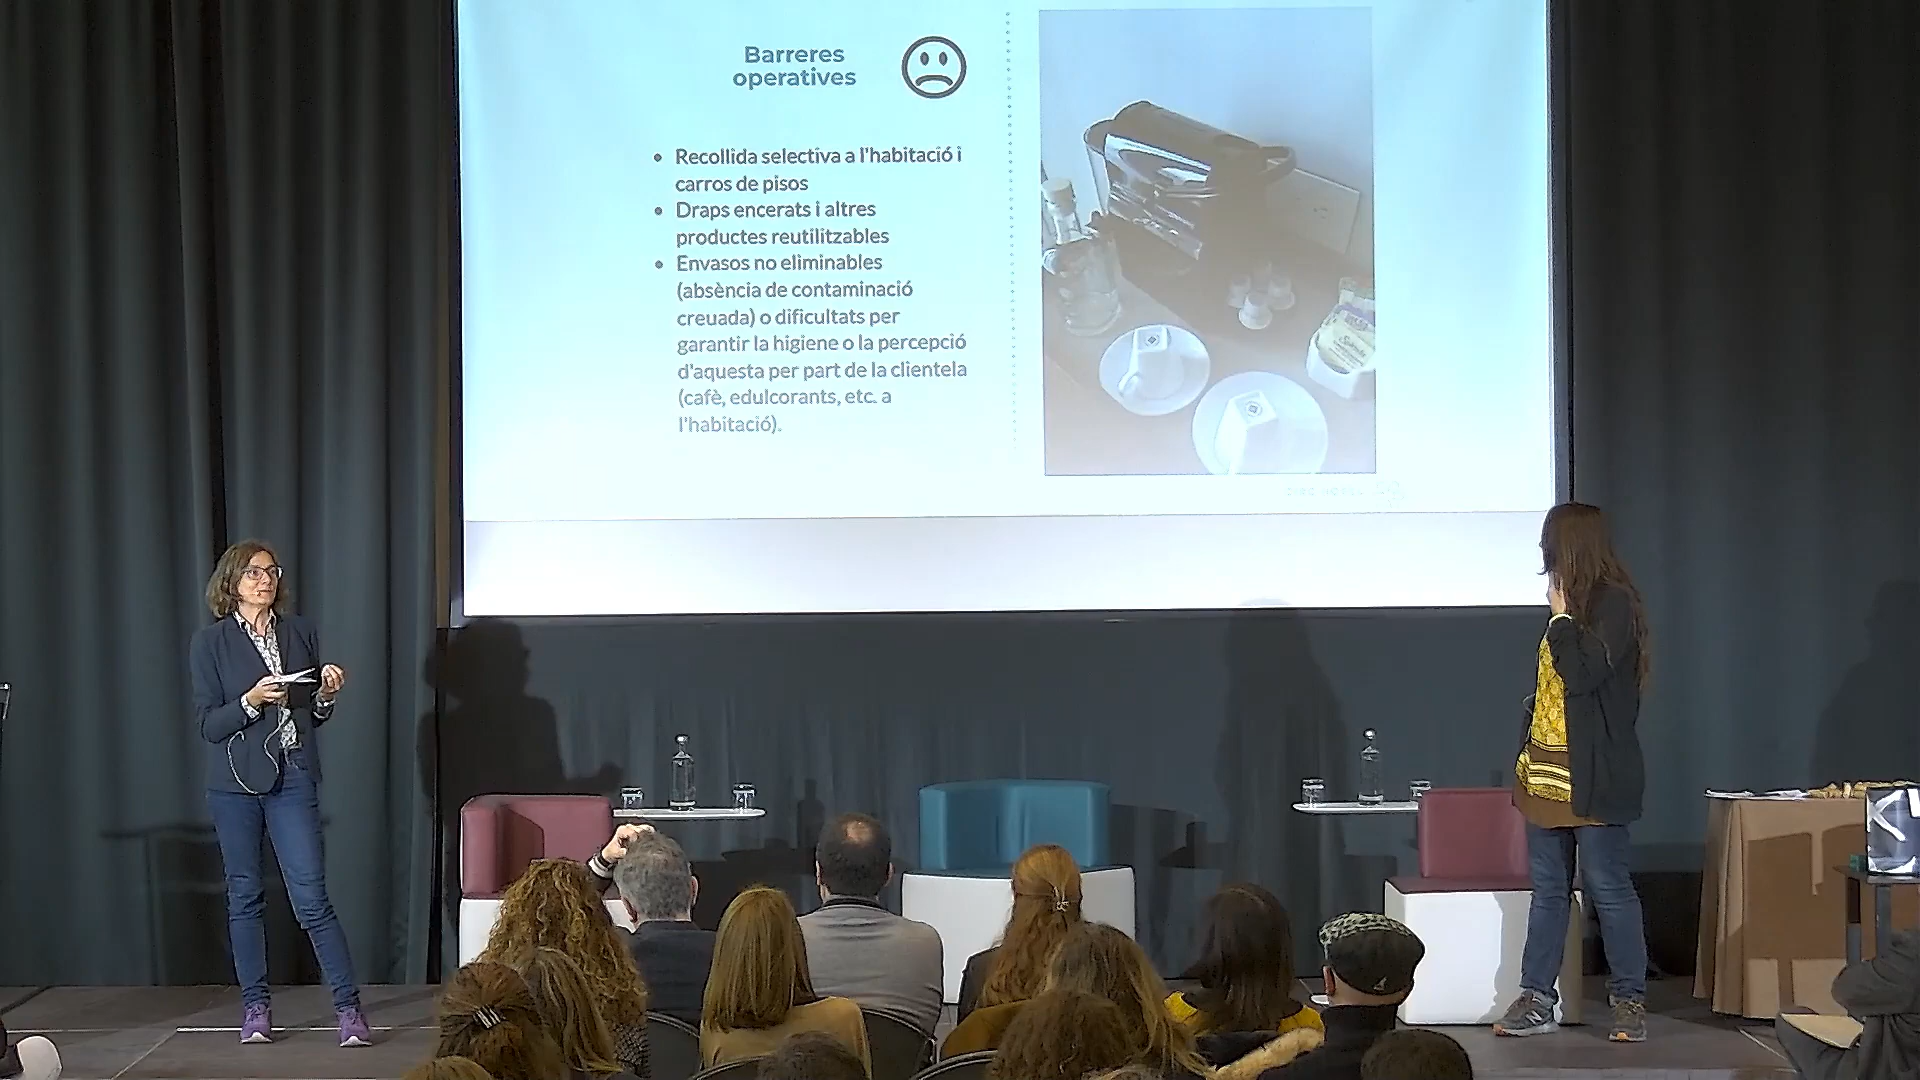 Barreres
operatives
• Recollida selectiva a l'habitació i
carros de pisos
• Draps encerats i altres
productes reutilitzables
• Envasos no eliminables
(absència de contaminació
creuada) o dificultats per
garantir la higiene o la percepció
d'aquesta per part de la clientela
(cafè, edulcorants, etc. a
l'habitació).